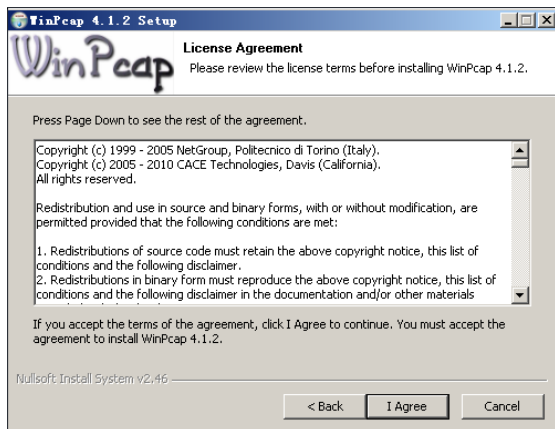 WinPcap 4.1.2 Setup
WinPcap
License Agreement
Please review the license terms before installing WinPcap 4.1.2.
Press Page Down to see the rest of the agreement.
Copyright (c) 1999 - 2005 NetGroup, Politecnico di Torino (Italy).
Copyright (c) 2005 - 2010 CACE Technologies, Davis (California).
All rights reserved.
Redistribution and use in source and binary forms, with or without modification, are
permitted provided that the following conditions are met:
1. Redistributions of source code must retain the above copyright notice, this list of
conditions and the following disclaimer.
2. Redistributions in binary form must reproduce the above copyright notice, this list of
conditions and the following disclaimer in the documentation and/or other materials
If you accept the terms of the agreement, click I Agree to continue. You must accept the
agreement to install WinPcap 4.1.2.
Nullsoft Install System v2.46
< Back
I Agree
Cancel